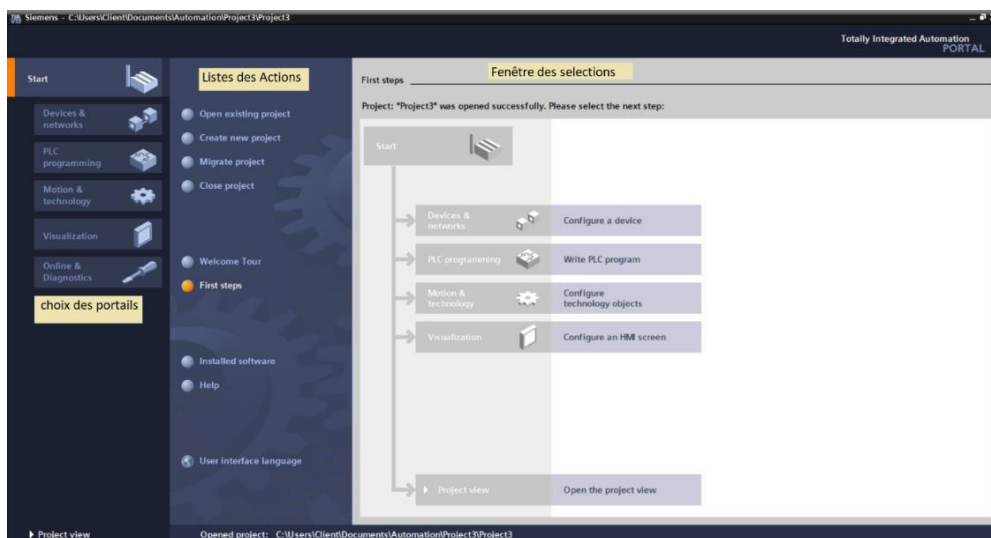 Siemens - C:\Users\Client\Documents\Automation\Project3\Project3
Totally Integrated Automation
PORTAL
Start
Devices &
networks
PLC
programming
Motion &
technology
Visualization
Online &
Diagnostics
choix des portails
Listes des Actions
Open existing project
Create new project
Migrate project
Close project
Welcome Tour
First steps
Installed software
Help
User interface language
First steps
Fenêtre des selections
Project: "Project3" was opened successfully. Please select the next step:
Start
Devices &
networks
Configure a device
PLC programming
Write PLC program
Motion &
technology
Configure
technology objects
Visualization
Configure an HMI screen
Project view
Open the project view
Project view
Opened project: C:\Users\Client\Documents\Automation\Project3\Project3